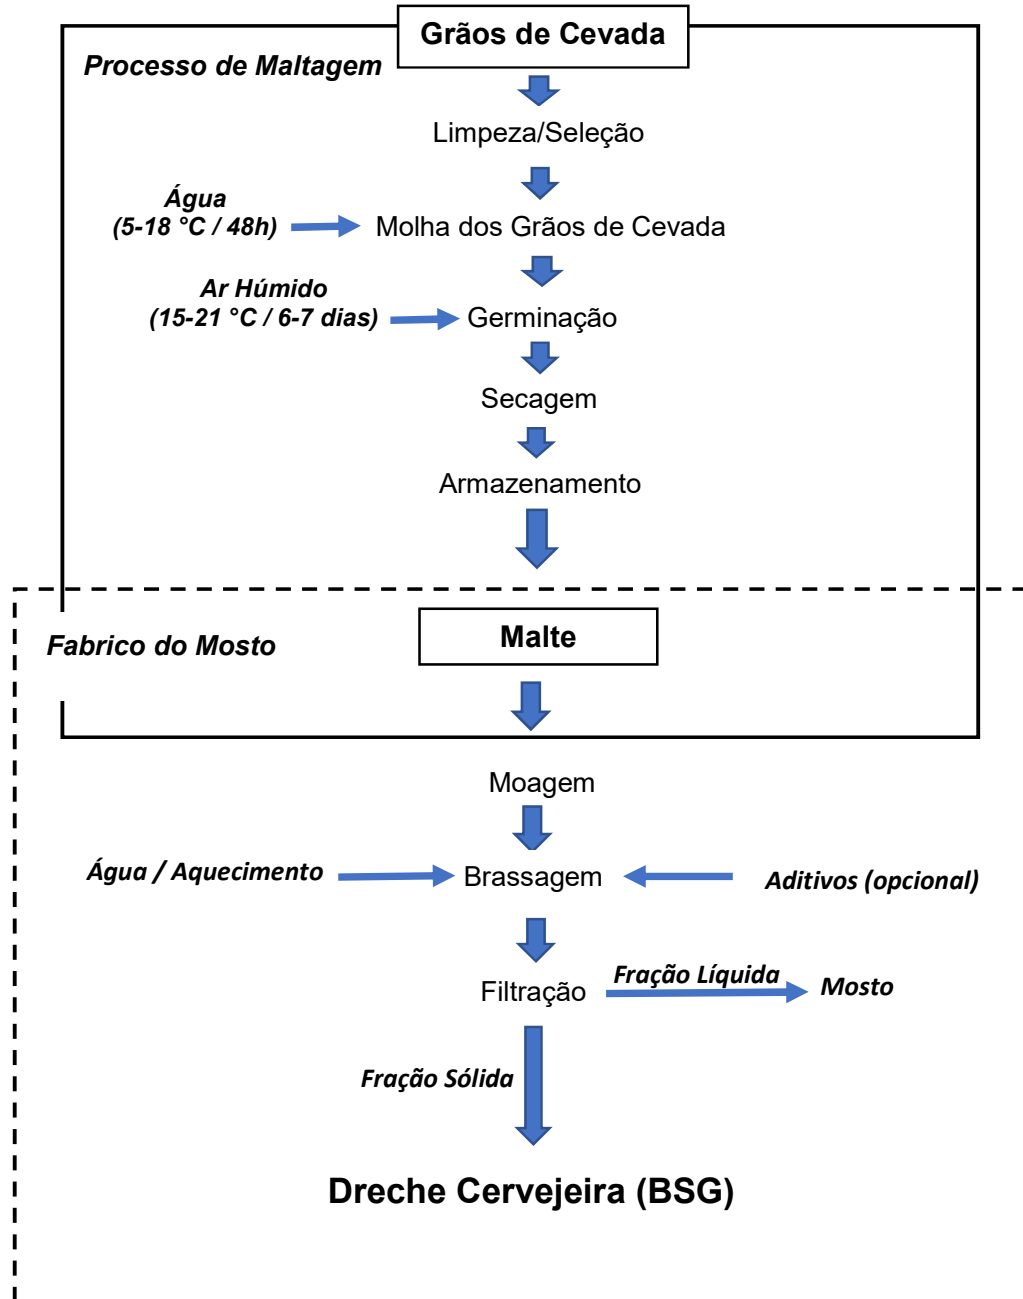 Grãos de Cevada
Processo de Maltagem
Limpeza/Seleção
Água
(5-18 °C / 48h)
Molha dos Grãos de Cevada
Ar Húmido
(15-21 °C / 6-7 dias)
Germinação
Secagem
Armazenamento
Malte
Fabrico do Mosto
Moagem
Água / Aquecimento
Brassagem
Aditivos (opcional)
Filtração
Fração Líquida
Mosto
Fração Sólida
Dreche Cervejeira (BSG)